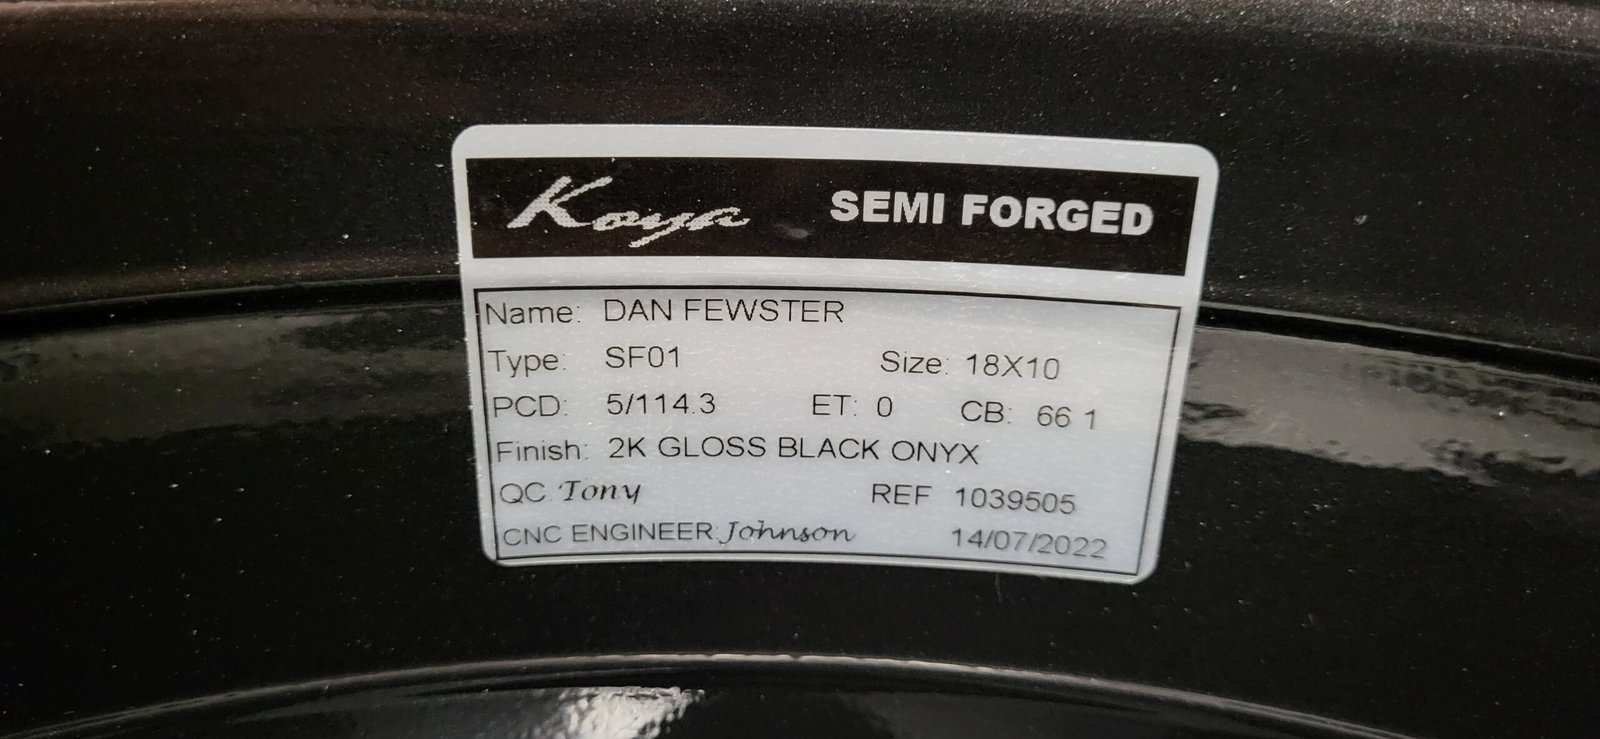 Koya SEMI FORGED
Name: DAN FEWSTER
Type: SF01 Size: 18X10
PCD: 5/114.3 ET: 0 CB: 66 1
Finish: 2K GLOSS BLACK ONYX
QC Tony REF 1039505
CNC ENGINEER: Johnson 14/07/2022